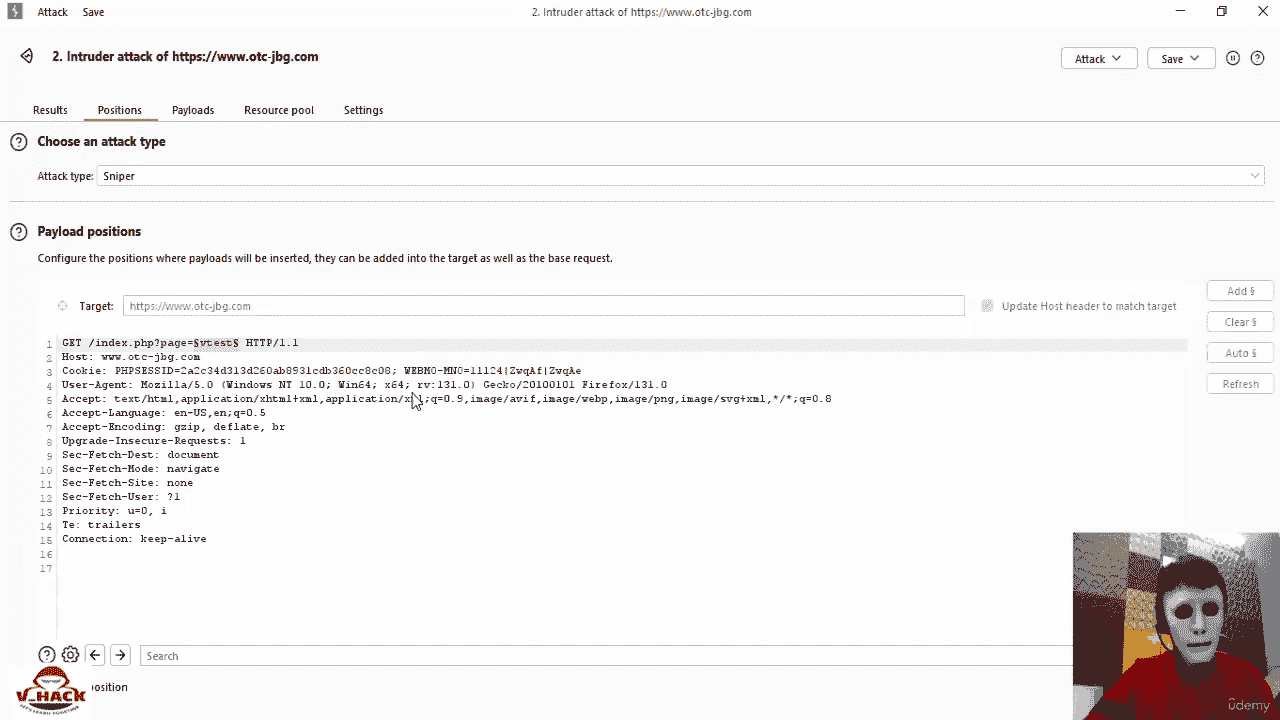 Attack Save 2. Intruder attack of https://www.otc-jbg.com
2. Intruder attack of https://www.otc-jbg.com Attack Save
Results Positions Payloads Resource pool Settings
Choose an attack type
Attack type: Sniper
Payload positions
Configure the positions where payloads will be inserted, they can be added into the target as well as the base request.
Add §
Target: https://www.otc-jbg.com Update Host header to match target
Clear §
Auto §
Refresh
1 GET /index.php?page=§vtest§ HTTP/1.1
2 Host: www.otc-jbg.com
3 Cookie: PHPSESSID=2a2c34d313d260ab8931cdb360cc8c08; WEBMO-MNO=11124|ZwqAf|ZwqAe
4 User-Agent: Mozilla/5.0 (Windows NT 10.0; Win64; x64; rv:131.0) Gecko/20100101 Firefox/131.0
5 Accept: text/html,application/xhtml+xml,application/xml;q=0.9,image/avif,image/webp,image/png,image/svg+xml,*/*;q=0.8
6 Accept-Language: en-US,en;q=0.5
7 Accept-Encoding: gzip, deflate, br
8 Upgrade-Insecure-Requests: 1
9 Sec-Fetch-Dest: document
10 Sec-Fetch-Mode: navigate
11 Sec-Fetch-Site: none
12 Sec-Fetch-User: ?1
13 Priority: u=0, i
14 Te: trailers
15 Connection: keep-alive
16
17
Search
position
V_HACK
LET'S LEARN TOGETHER
ûdemy